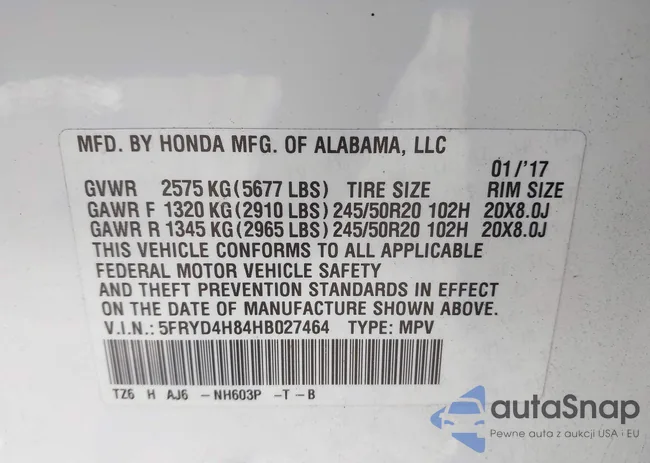 MFD. BY HONDA MFG. OF ALABAMA, LLC
01/'17
GVWR 2575 KG (5677 LBS) TIRE SIZE RIM SIZE
GAWR F 1320 KG (2910 LBS) 245/50R20 102H 20X8.0J
GAWR R 1345 KG (2965 LBS) 245/50R20 102H 20X8.0J
THIS VEHICLE CONFORMS TO ALL APPLICABLE
FEDERAL MOTOR VEHICLE SAFETY
AND THEFT PREVENTION STANDARDS IN EFFECT
ON THE DATE OF MANUFACTURE SHOWN ABOVE.
V.I.N.: 5FRYD4H84HB027464 TYPE: MPV
TZ6 H AJ6 -NH603P -T -B
autaSnap
Pewne auta z aukcji USA i EU